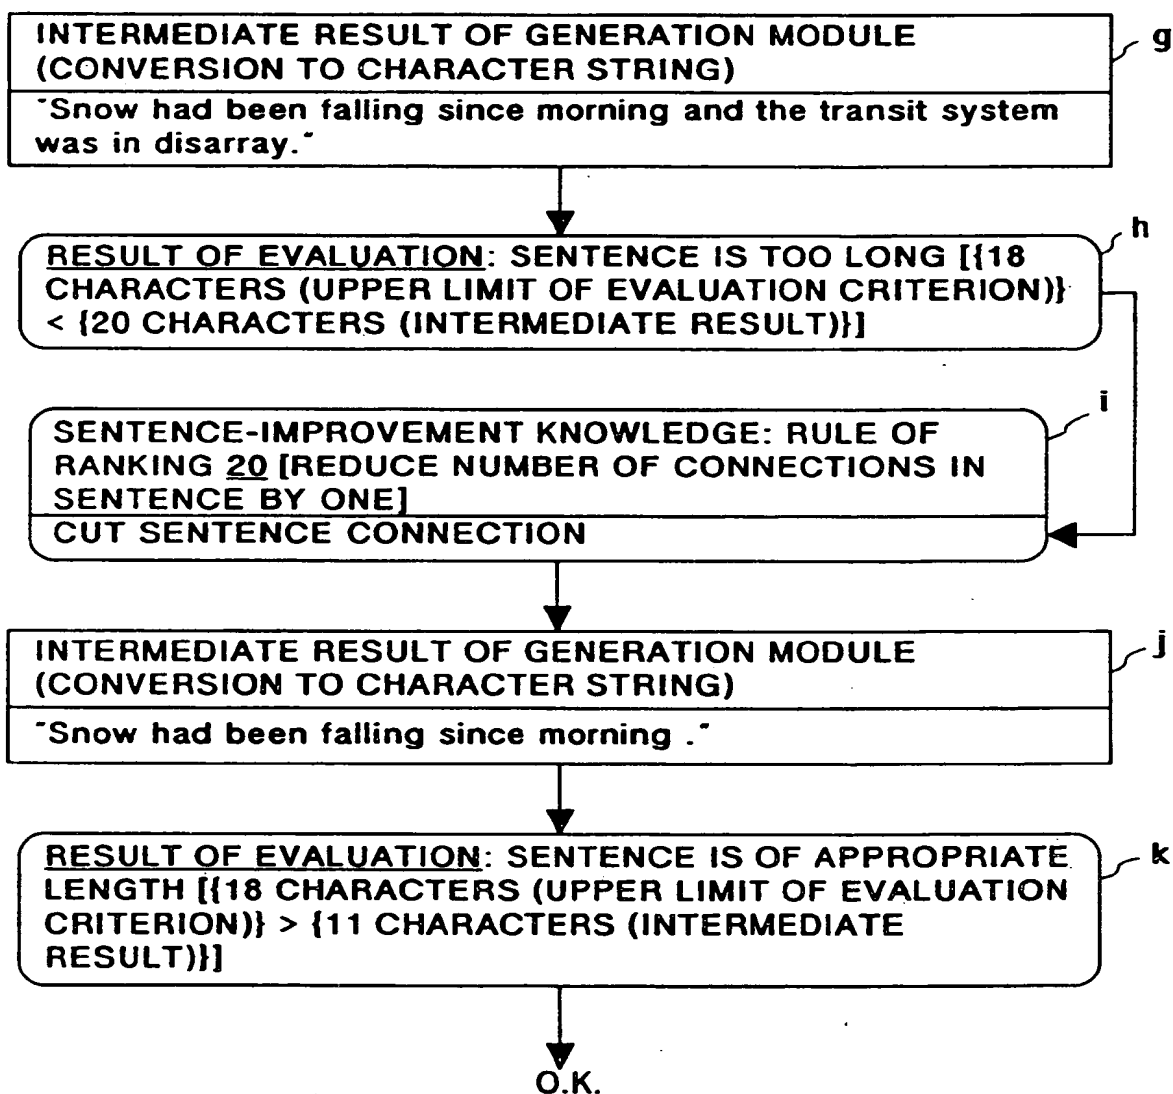 INTERMEDIATE RESULT OF GENERATION MODULE
(CONVERSION TO CHARACTER STRING)
g
"Snow had been falling since morning and the transit system
was in disarray."
h
RESULT OF EVALUATION: SENTENCE IS TOO LONG [{18
CHARACTERS (UPPER LIMIT OF EVALUATION CRITERION)}
< {20 CHARACTERS (INTERMEDIATE RESULT)}]
i
SENTENCE-IMPROVEMENT KNOWLEDGE: RULE OF
RANKING 20 [REDUCE NUMBER OF CONNECTIONS IN
SENTENCE BY ONE]
CUT SENTENCE CONNECTION
INTERMEDIATE RESULT OF GENERATION MODULE
(CONVERSION TO CHARACTER STRING)
j
"Snow had been falling since morning ."
RESULT OF EVALUATION: SENTENCE IS OF APPROPRIATE
LENGTH [{18 CHARACTERS (UPPER LIMIT OF EVALUATION
CRITERION)} > {11 CHARACTERS (INTERMEDIATE
RESULT)}]
k
O.K.